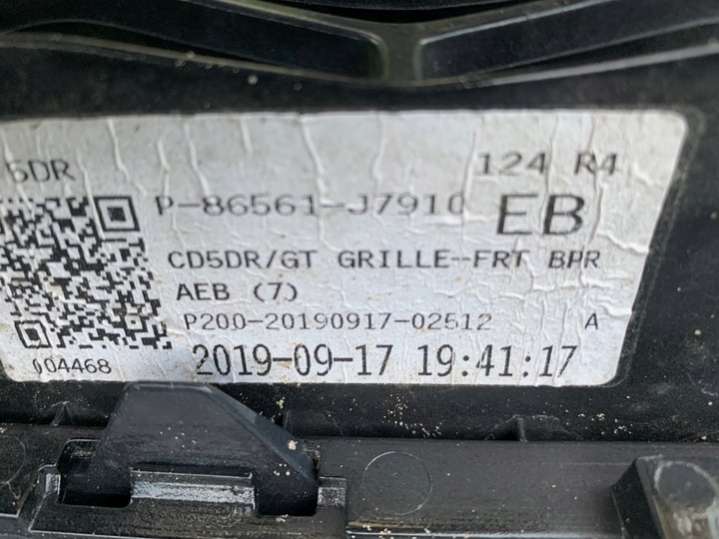 5DR 124 R4
P-86561-J7910 EB
CD5DR/GT GRILLE-FRT BPR
AEB (7)
P200-20190917-02512 A
004468 2019-09-17 19:41:17